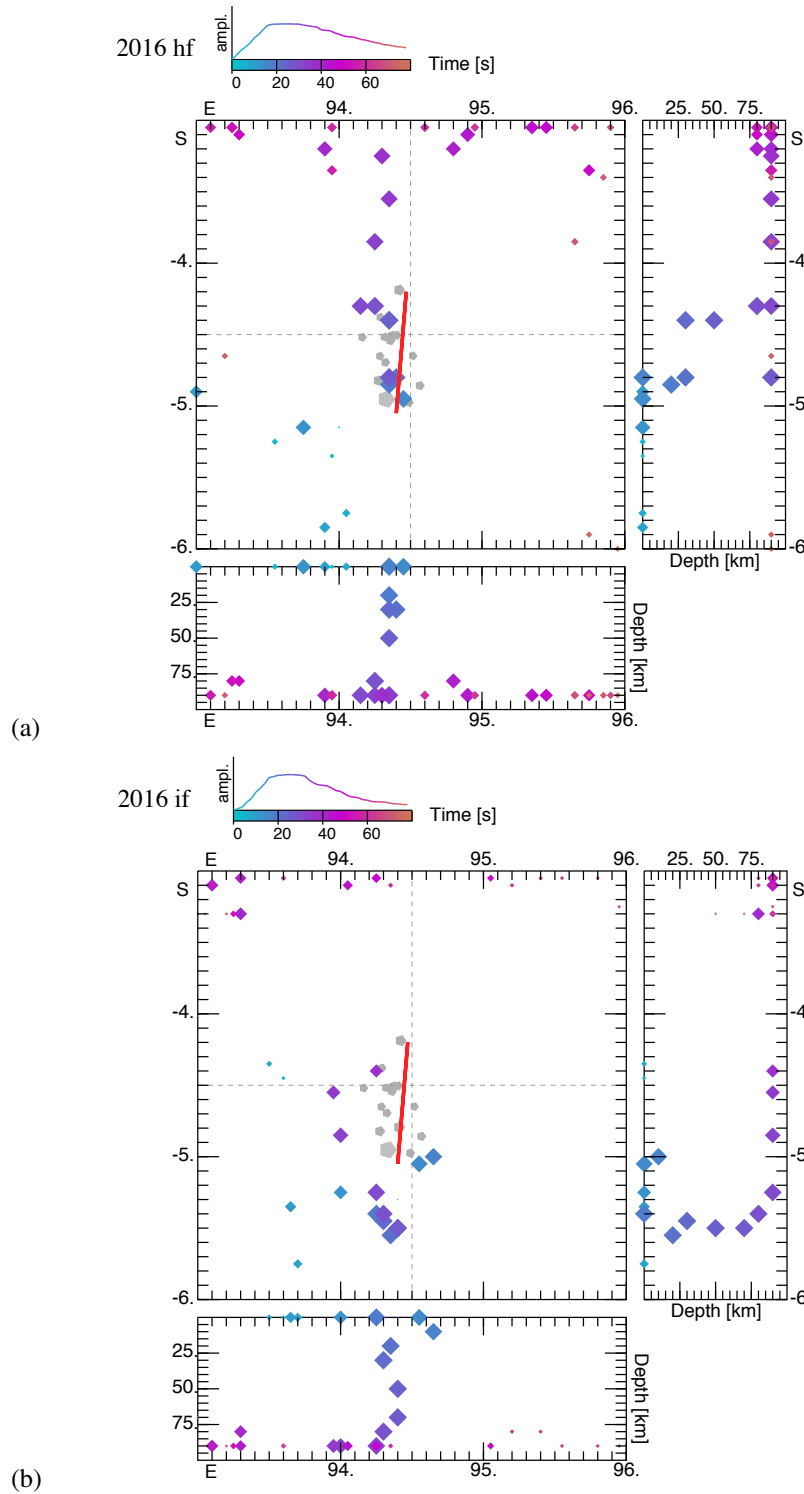 2016 hf
ampl.
0 20 40 60
Time [s]
E 94. 95. 96.
S
-4.
-5.
-6.
25. 50. 75.
-4.
-5.
-6.
Depth [km]
25.
50.
75.
Depth [km]
E 94. 95. 96.
(a)
2016 if
ampl.
0 20 40 60
Time [s]
E 94. 95. 96.
S
-4.
-5.
-6.
25. 50. 75.
S
-4.
-5.
-6.
Depth [km]
25.
50.
75.
Depth [km]
E 94. 95. 96.
(b)